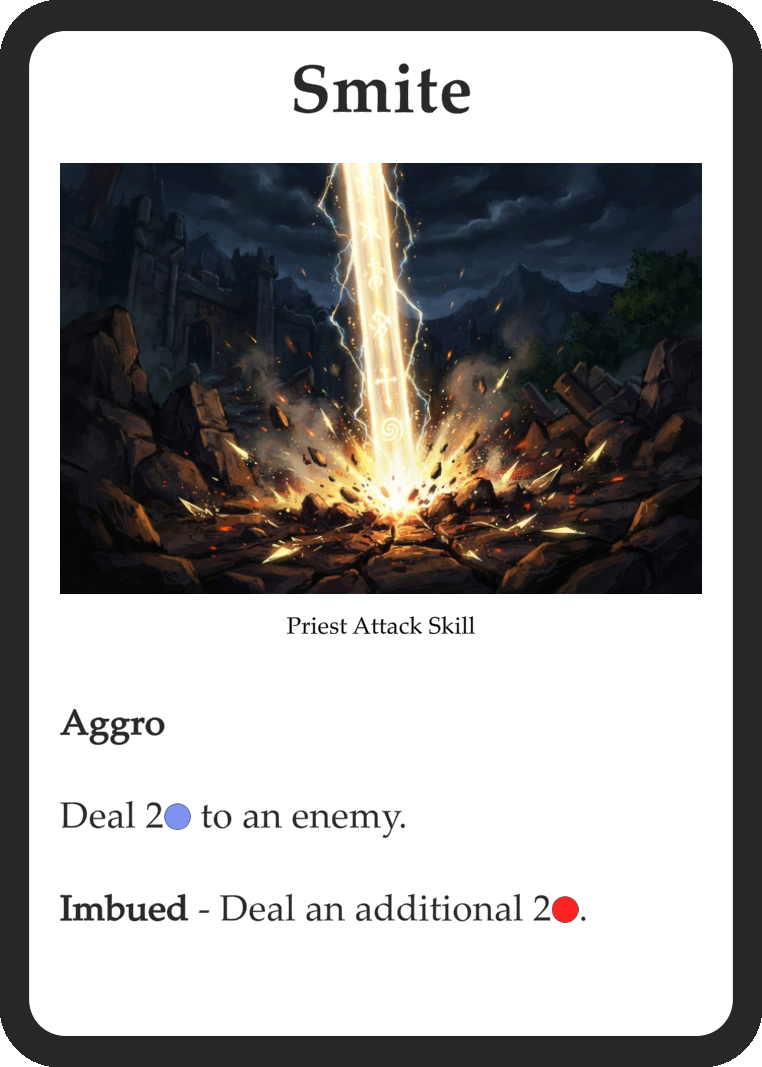 Smite
Priest Attack Skill
Aggro
Deal 2 to an enemy.
Imbued - Deal an additional 2.